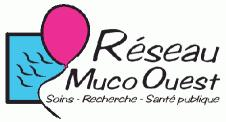 Réseau
Muco Ouest
Soins - Recherche - Santé publique